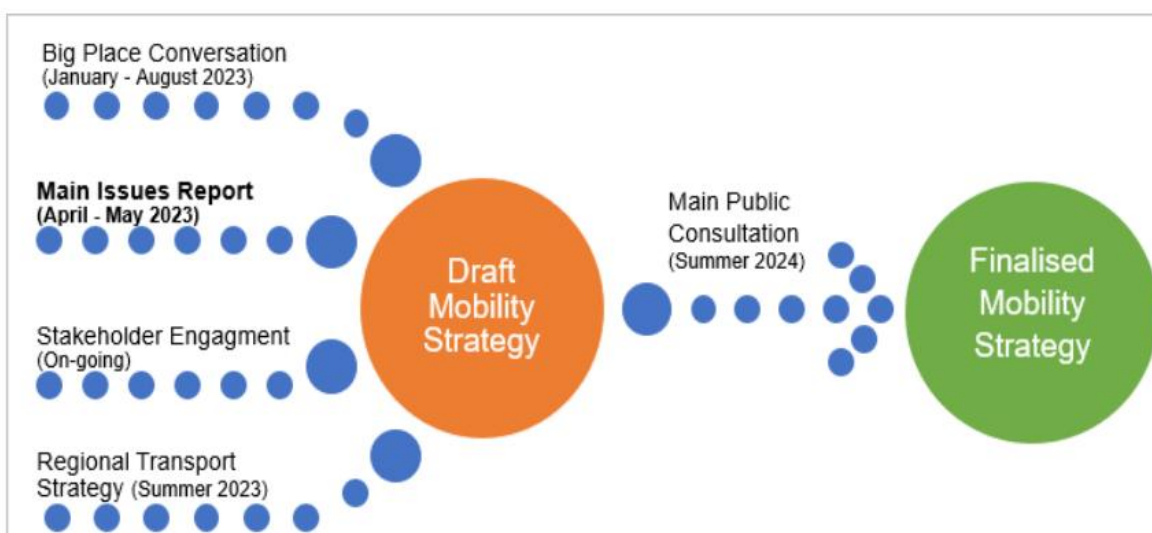 Big Place Conversation
(January - August 2023)
Main Issues Report
(April - May 2023)
Stakeholder Engagment
(On-going)
Regional Transport
Strategy (Summer 2023)
Draft
Mobility
Strategy
Main Public
Consultation
(Summer 2024)
Finalised
Mobility
Strategy